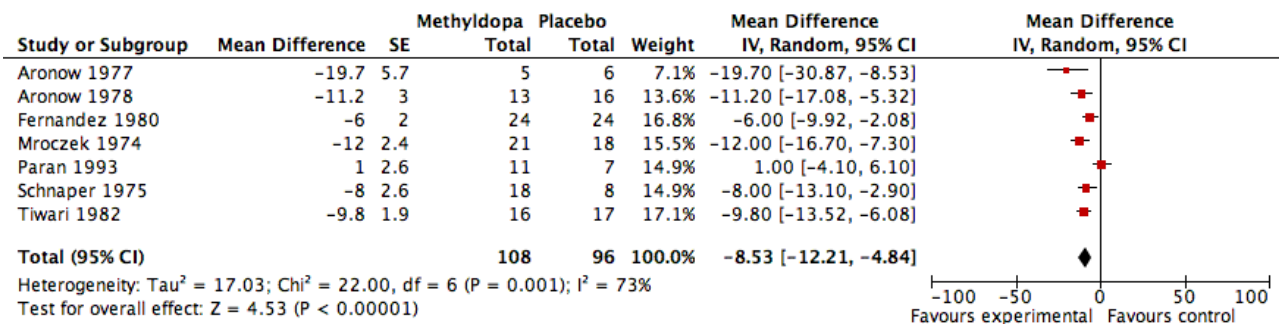 Methyldopa Placebo Mean Difference Mean Difference
Study or Subgroup Mean Difference SE Total Total Weight IV, Random, 95% CI IV, Random, 95% CI
Aronow 1977 −19.7 5.7 5 6 7.1% −19.70 [−30.87, −8.53]
Aronow 1978 −11.2 3 13 16 13.6% −11.20 [−17.08, −5.32]
Fernandez 1980 −6 2 24 24 16.8% −6.00 [−9.92, −2.08]
Mroczek 1974 −12 2.4 21 18 15.5% −12.00 [−16.70, −7.30]
Paran 1993 1 2.6 11 7 14.9% 1.00 [−4.10, 6.10]
Schnaper 1975 −8 2.6 18 8 14.9% −8.00 [−13.10, −2.90]
Tiwari 1982 −9.8 1.9 16 17 17.1% −9.80 [−13.52, −6.08]
Total (95% CI) 108 96 100.0% −8.53 [−12.21, −4.84]
Heterogeneity: Tau² = 17.03; Chi² = 22.00, df = 6 (P = 0.001); I² = 73%
Test for overall effect: Z = 4.53 (P < 0.00001)
−100 −50 0 50 100
Favours experimental Favours control